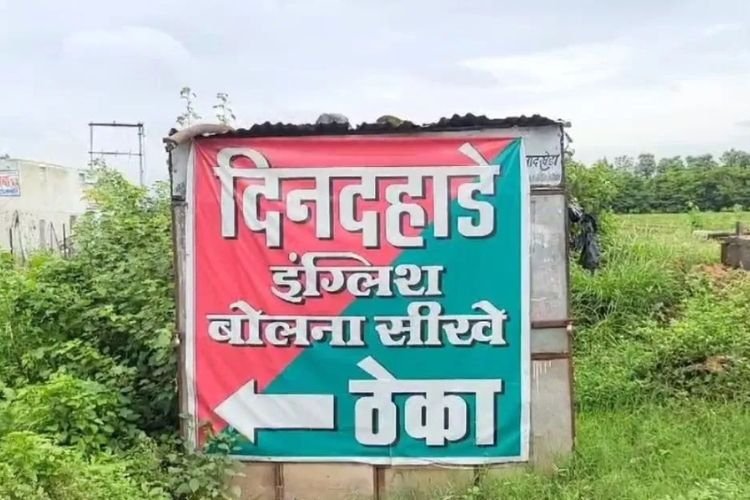 दिनदहाडे
इंग्लिश
बोलना सीखे
ठेका